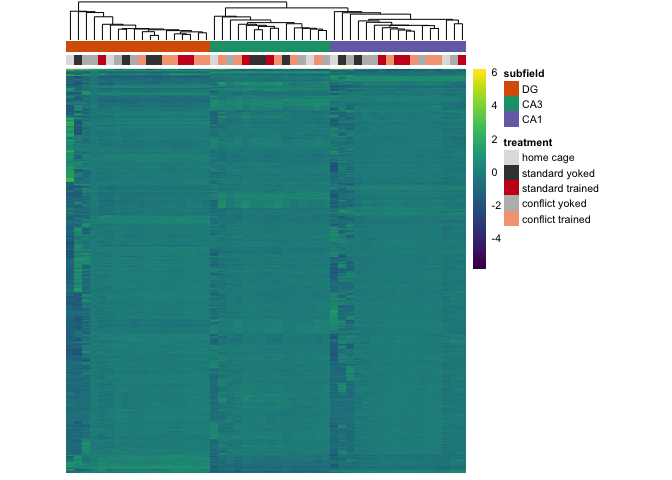 6
4
2
0
-2
-4
subfield
DG
CA3
CA1
treatment
home cage
standard yoked
standard trained
conflict yoked
conflict trained